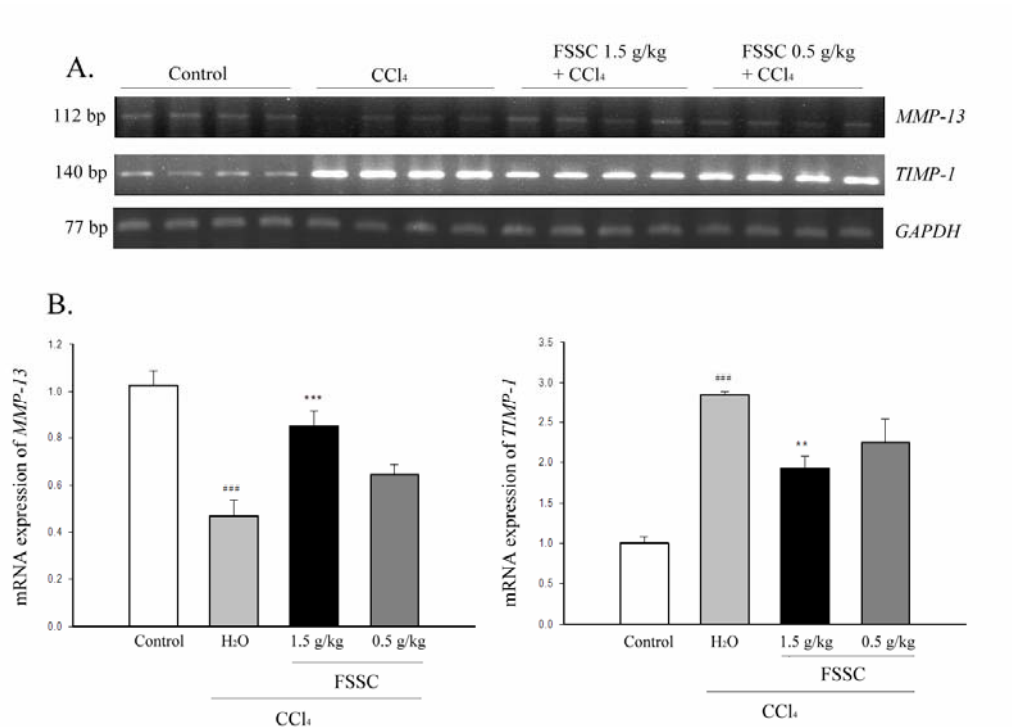 A.
Control
CCl₄
FSSC 1.5 g/kg
+ CCl₄
FSSC 0.5 g/kg
+ CCl₄
112 bp
MMP-13
140 bp
TIMP-1
77 bp
GAPDH
B.
mRNA expression of MMP-13
1.2
1.0
0.8
0.6
0.4
0.2
0.0
###
***
Control
H₂O
1.5 g/kg
0.5 g/kg
FSSC
CCl₄
mRNA expression of TIMP-1
3.5
3.0
2.5
2.0
1.5
1.0
0.5
0.0
###
**
Control
H₂O
1.5 g/kg
0.5 g/kg
FSSC
CCl₄